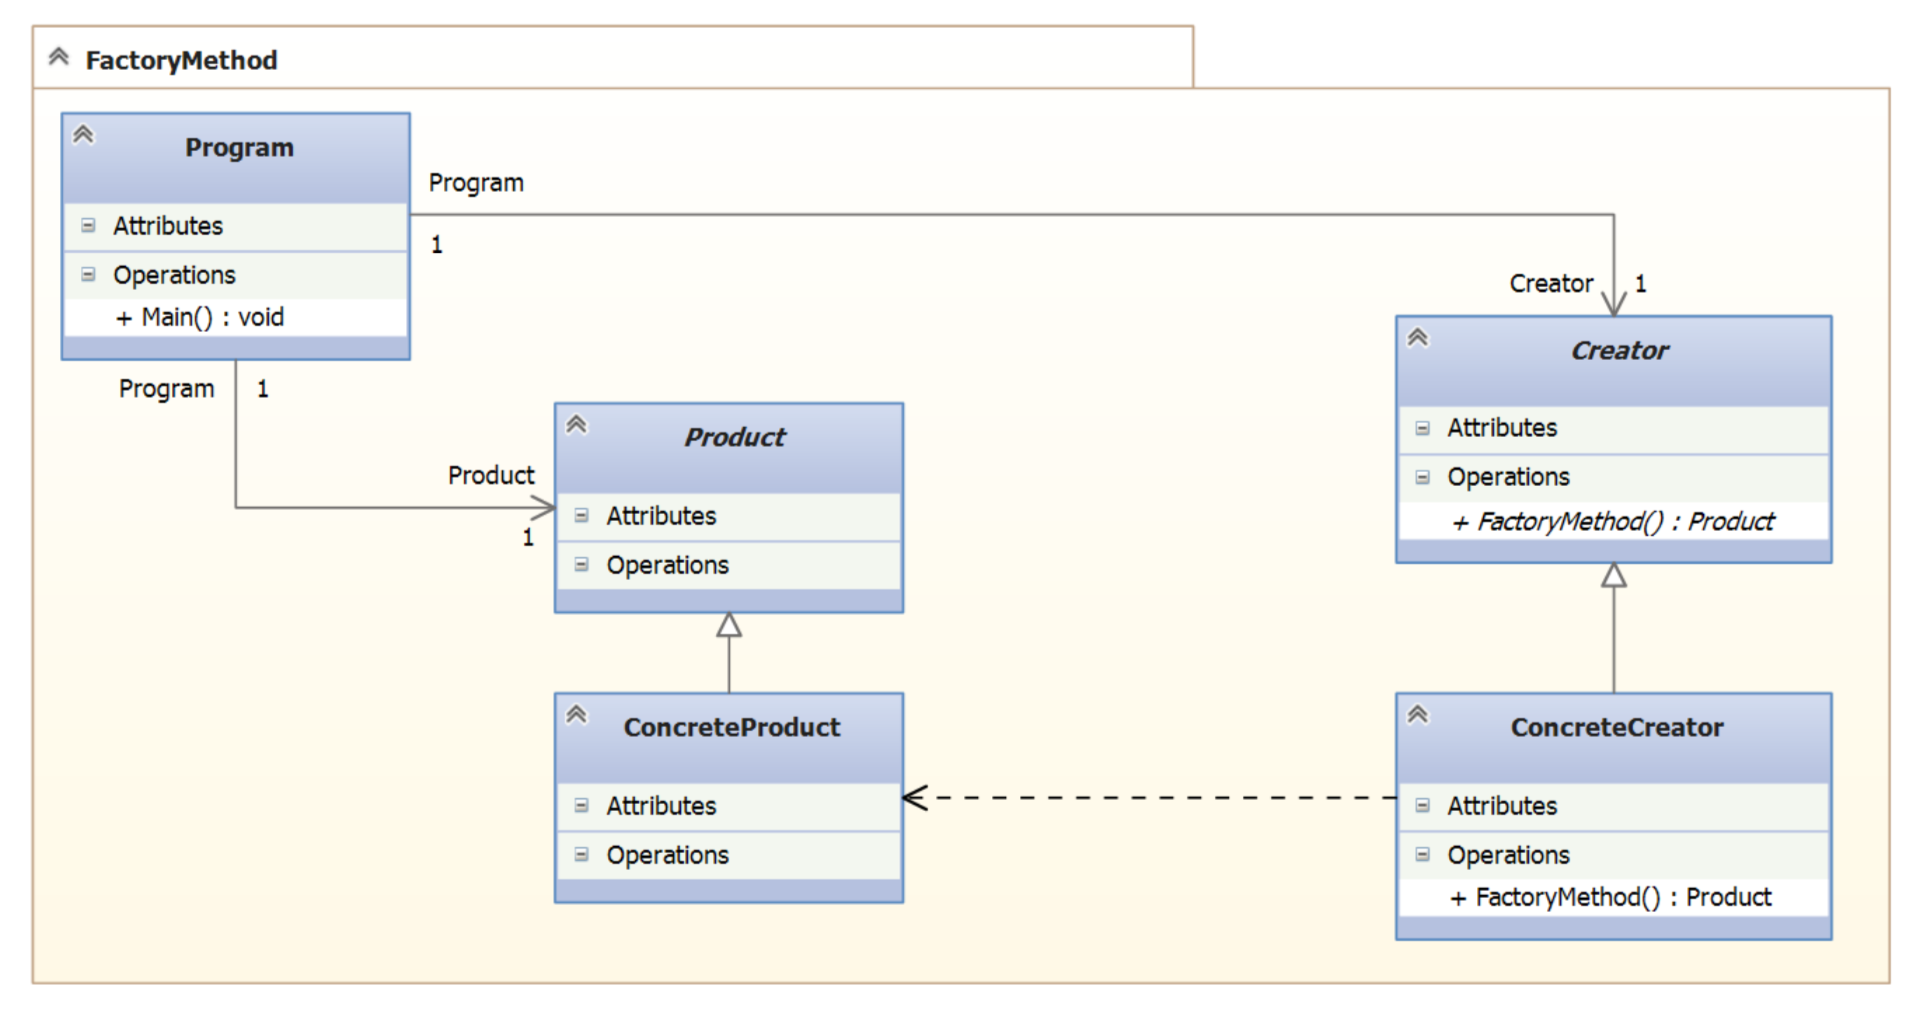 FactoryMethod
Program
Attributes
Operations
+ Main() : void
Program
1
Creator
1
Program
1
Product
1
Product
Attributes
Operations
Creator
Attributes
Operations
+ FactoryMethod() : Product
ConcreteProduct
Attributes
Operations
ConcreteCreator
Attributes
Operations
+ FactoryMethod() : Product